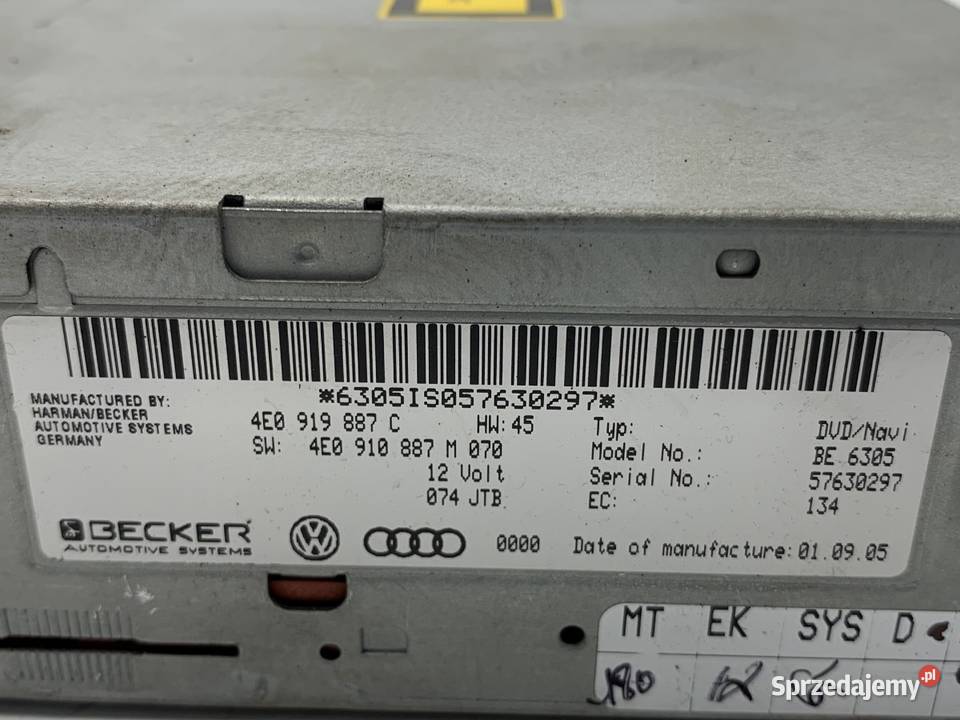 *6305IS057630297*
MANUFACTURED BY:
HARMAN/BECKER
AUTOMOTIVE SYSTEMS
GERMANY
4E0 919 887 C HW:45
SW: 4E0 910 887 M 070
12 Volt
074 JTB
Typ: DVD/Navi
Model No.: BE 6305
Serial No.: 57630297
EC: 134
BECKER
AUTOMOTIVE SYSTEMS
0000 Date of manufacture: 01.09.05
MT EK SYS D
Sprzedajemy.pl